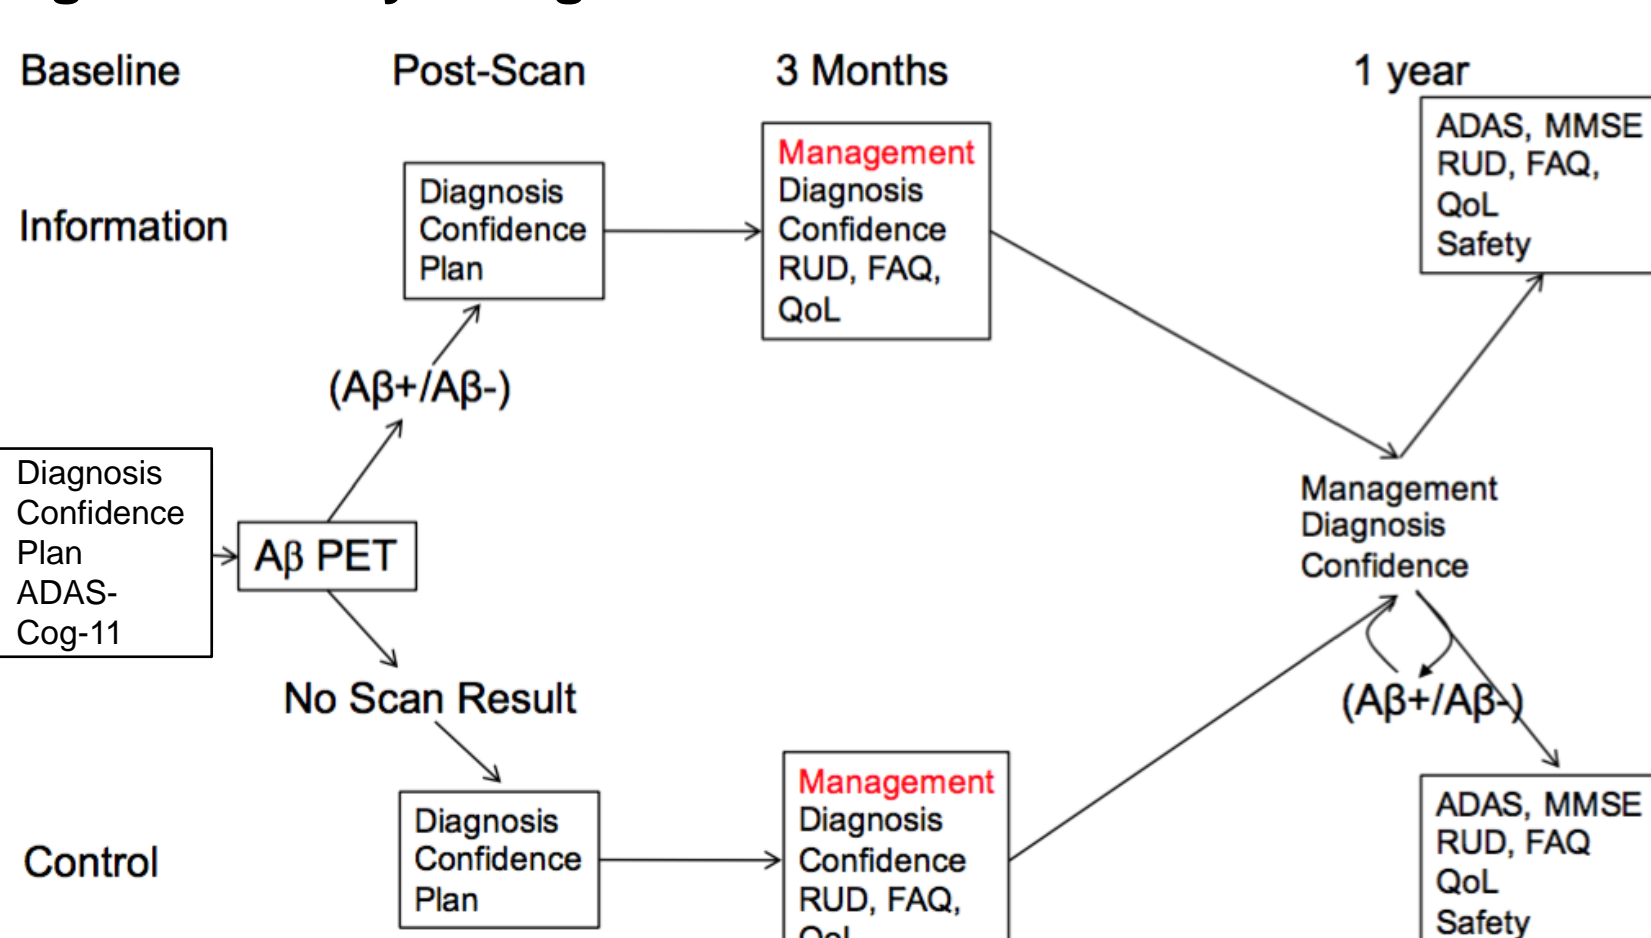 Baseline
Post-Scan
3 Months
1 year
Information
Diagnosis
Confidence
Plan
Management
Diagnosis
Confidence
RUD, FAQ,
QoL
ADAS, MMSE
RUD, FAQ,
QoL
Safety
(Aβ+/Aβ-)
Diagnosis
Confidence
Plan
ADAS-
Cog-11
Aβ PET
Management
Diagnosis
Confidence
No Scan Result
(Aβ+/Aβ-)
Control
Diagnosis
Confidence
Plan
Management
Diagnosis
Confidence
RUD, FAQ,
QoL
ADAS, MMSE
RUD, FAQ
QoL
Safety